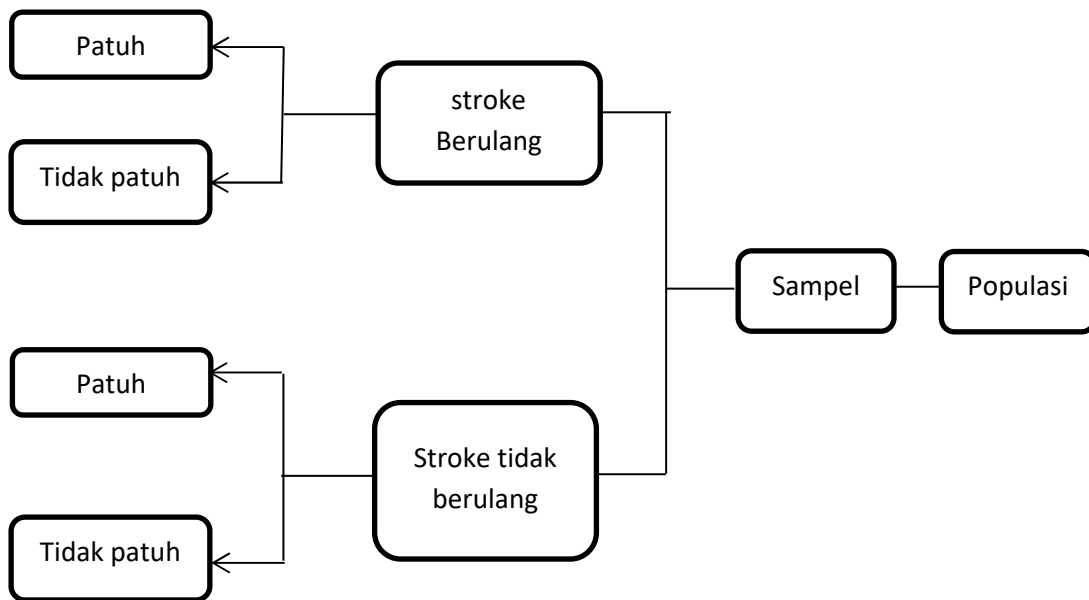 Patuh
stroke
Berulang
Tidak patuh
Sampel
Populasi
Patuh
Stroke tidak
berulang
Tidak patuh